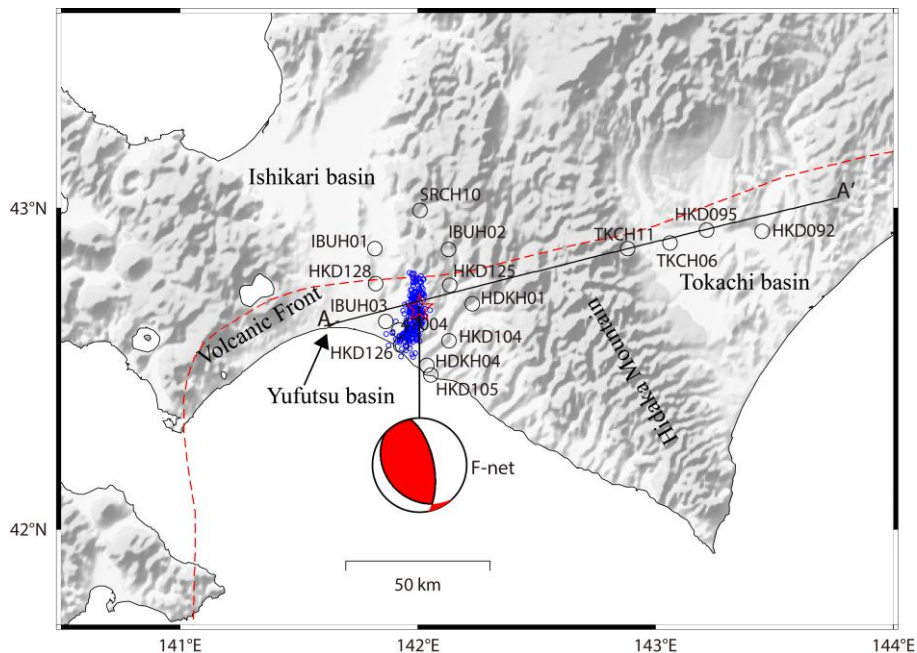 43°N
42°N
141°E
142°E
143°E
144°E
Ishikari basin
SRCH10
IBUH01
IBUH02
HKD128
HKD125
IBUH03
HDKH01
A
004
HKD126
HKD104
HDKH04
HKD105
Volcanic Front
Yufutsu basin
F-net
TKCH11
HKD095
TKCH06
HKD092
A'
Tokachi basin
Hidaka Mountain
50 km